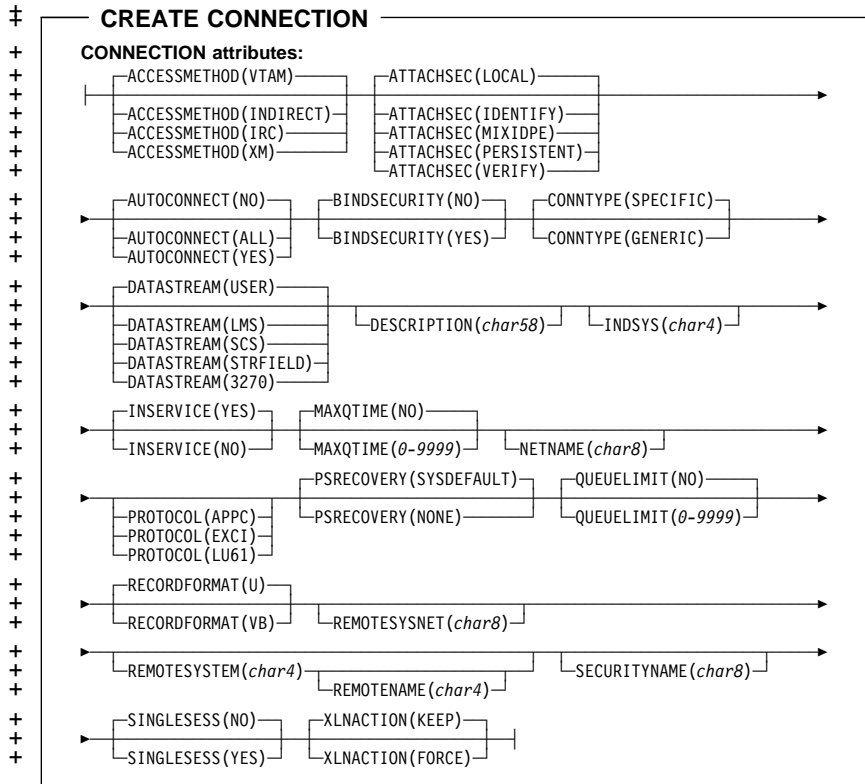 ‡ CREATE CONNECTION
+ CONNECTION attributes:
+ ACCESSMETHOD(VTAM) ATTACHSEC(LOCAL)
+
+ ACCESSMETHOD(INDIRECT) ATTACHSEC(IDENTIFY)
+ ACCESSMETHOD(IRC) ATTACHSEC(MIXIDPE)
+ ACCESSMETHOD(XM) ATTACHSEC(PERSISTENT)
+ ATTACHSEC(VERIFY)
+ AUTOCONNECT(NO) BINDSECURITY(NO) CONNTYPE(SPECIFIC)
+
+ AUTOCONNECT(ALL) BINDSECURITY(YES) CONNTYPE(GENERIC)
+ AUTOCONNECT(YES)
+ DATASTREAM(USER)
+
+ DATASTREAM(LMS) DESCRIPTION(char58) INDSYS(char4)
+ DATASTREAM(SCS)
+ DATASTREAM(STRFIELD)
+ DATASTREAM(3270)
+ INSERVICE(YES) MAXQTIME(NO)
+
+ INSERVICE(NO) MAXQTIME(0-9999) NETNAME(char8)
+ PSRECOVERY(SYSDEFAULT) QUEUELIMIT(NO)
+
+ PROTOCOL(APPC) PSRECOVERY(NONE) QUEUELIMIT(0-9999)
+ PROTOCOL(EXCI)
+ PROTOCOL(LU61)
+ RECORDFORMAT(U)
+
+ RECORDFORMAT(VB) REMOTESYSNET(char8)
+
+ REMOTESYSTEM(char4) SECURITYNAME(char8)
+ REMOTENAME(char4)
+ SINGLESESS(NO) XLNACTION(KEEP)
+
+ SINGLESESS(YES) XLNACTION(FORCE)